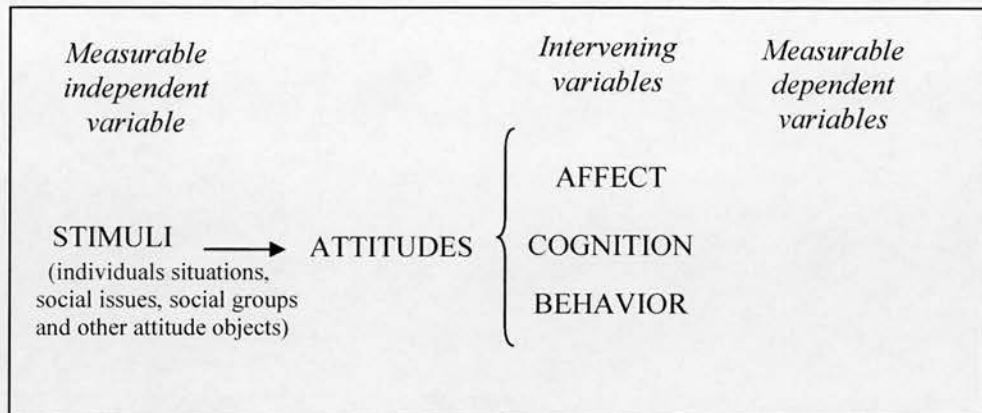 Measurable
independent
variable
Intervening
variables
Measurable
dependent
variables
STIMULI
(individuals situations,
social issues, social groups
and other attitude objects)
ATTITUDES
AFFECT
COGNITION
BEHAVIOR